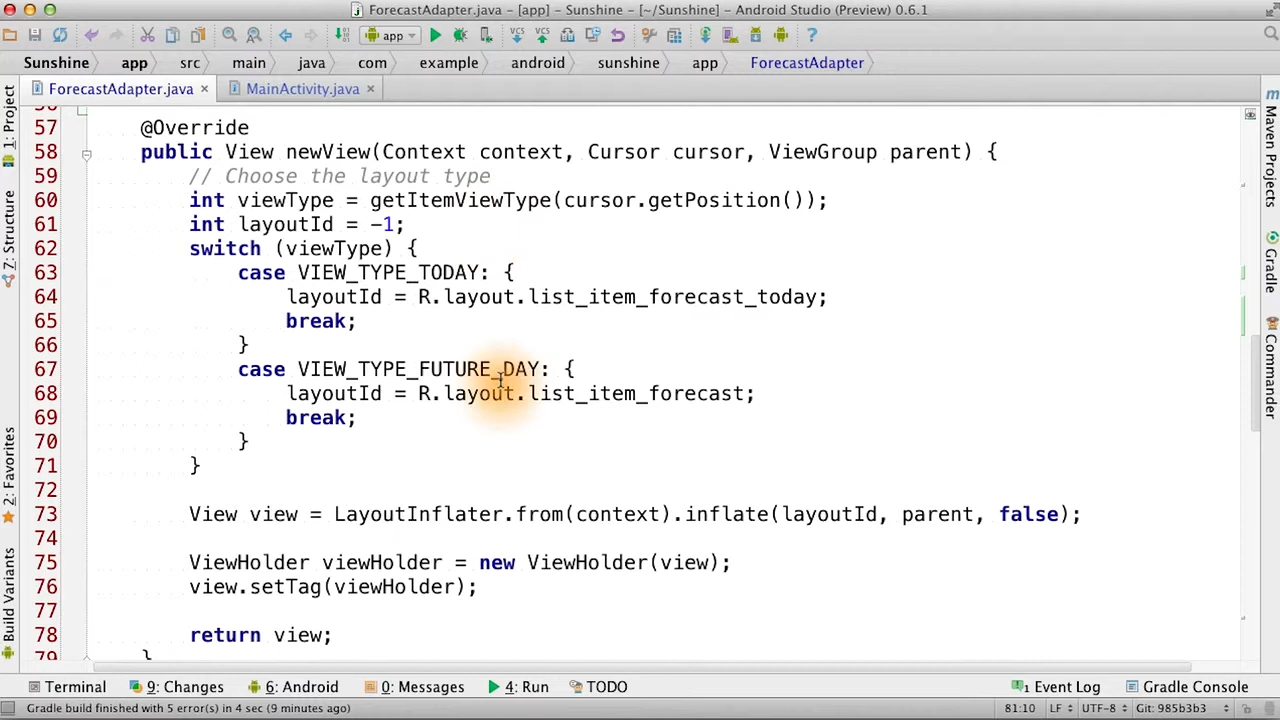 ForecastAdapter.java - [app] - Sunshine - [~/Sunshine] - Android Studio (Preview) 0.6.1
app
Sunshine app src main java com example android sunshine app ForecastAdapter
ForecastAdapter.java MainActivity.java
57 @Override
58 public View newView(Context context, Cursor cursor, ViewGroup parent) {
59 // Choose the layout type
60 int viewType = getItemViewType(cursor.getPosition());
61 int layoutId = -1;
62 switch (viewType) {
63 case VIEW_TYPE_TODAY: {
64 layoutId = R.layout.list_item_forecast_today;
65 break;
66 }
67 case VIEW_TYPE_FUTURE_DAY: {
68 layoutId = R.layout.list_item_forecast;
69 break;
70 }
71 }
72
73 View view = LayoutInflater.from(context).inflate(layoutId, parent, false);
74
75 ViewHolder viewHolder = new ViewHolder(view);
76 view.setTag(viewHolder);
77
78 return view;
79 }
1: Project
7: Structure
2: Favorites
Build Variants
Maven Projects
Gradle
Commander
Terminal 9: Changes 6: Android 0: Messages 4: Run TODO Event Log Gradle Console
Gradle build finished with 5 error(s) in 4 sec (9 minutes ago) 81:10 LF UTF-8 Git: 985b3b3